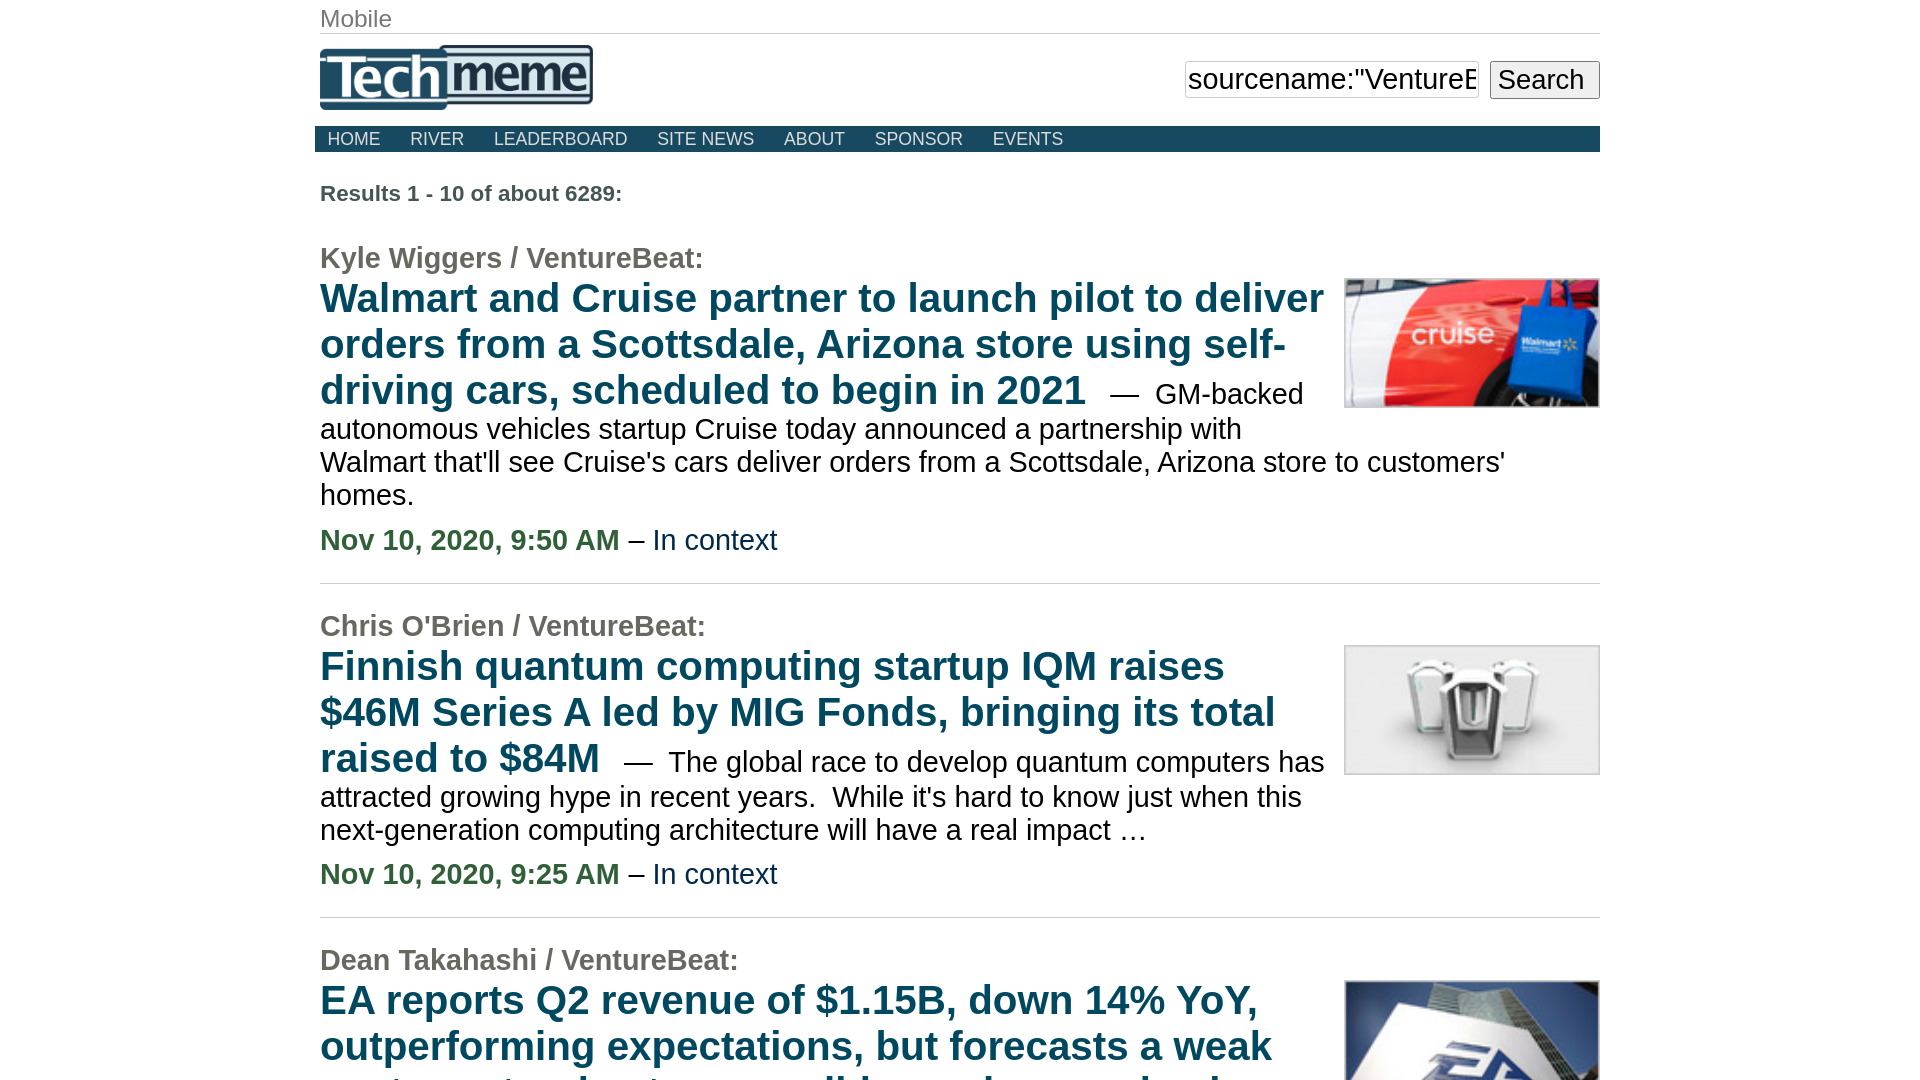 Mobile
Techmeme
sourcename:"VentureB
Search
HOME RIVER LEADERBOARD SITE NEWS ABOUT SPONSOR EVENTS
Results 1 - 10 of about 6289:
Kyle Wiggers / VentureBeat:
Walmart and Cruise partner to launch pilot to deliver
orders from a Scottsdale, Arizona store using self-
driving cars, scheduled to begin in 2021 — GM-backed
autonomous vehicles startup Cruise today announced a partnership with
Walmart that'll see Cruise's cars deliver orders from a Scottsdale, Arizona store to customers'
homes.
cruise
Walmart
Nov 10, 2020, 9:50 AM – In context
Chris O'Brien / VentureBeat:
Finnish quantum computing startup IQM raises
$46M Series A led by MIG Fonds, bringing its total
raised to $84M — The global race to develop quantum computers has
attracted growing hype in recent years. While it's hard to know just when this
next-generation computing architecture will have a real impact …
Nov 10, 2020, 9:25 AM – In context
Dean Takahashi / VentureBeat:
EA reports Q2 revenue of $1.15B, down 14% YoY,
outperforming expectations, but forecasts a weak
EA